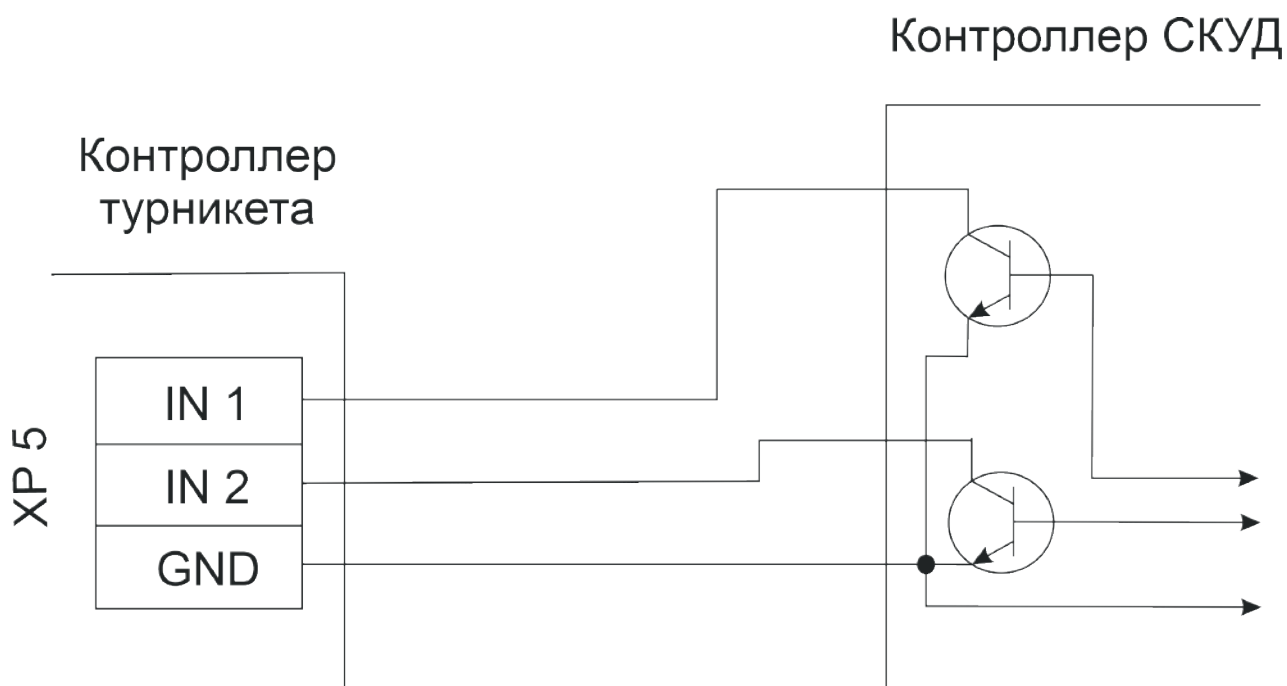 Контроллер СКУД
Контроллер
турникета
XP 5
IN 1
IN 2
GND